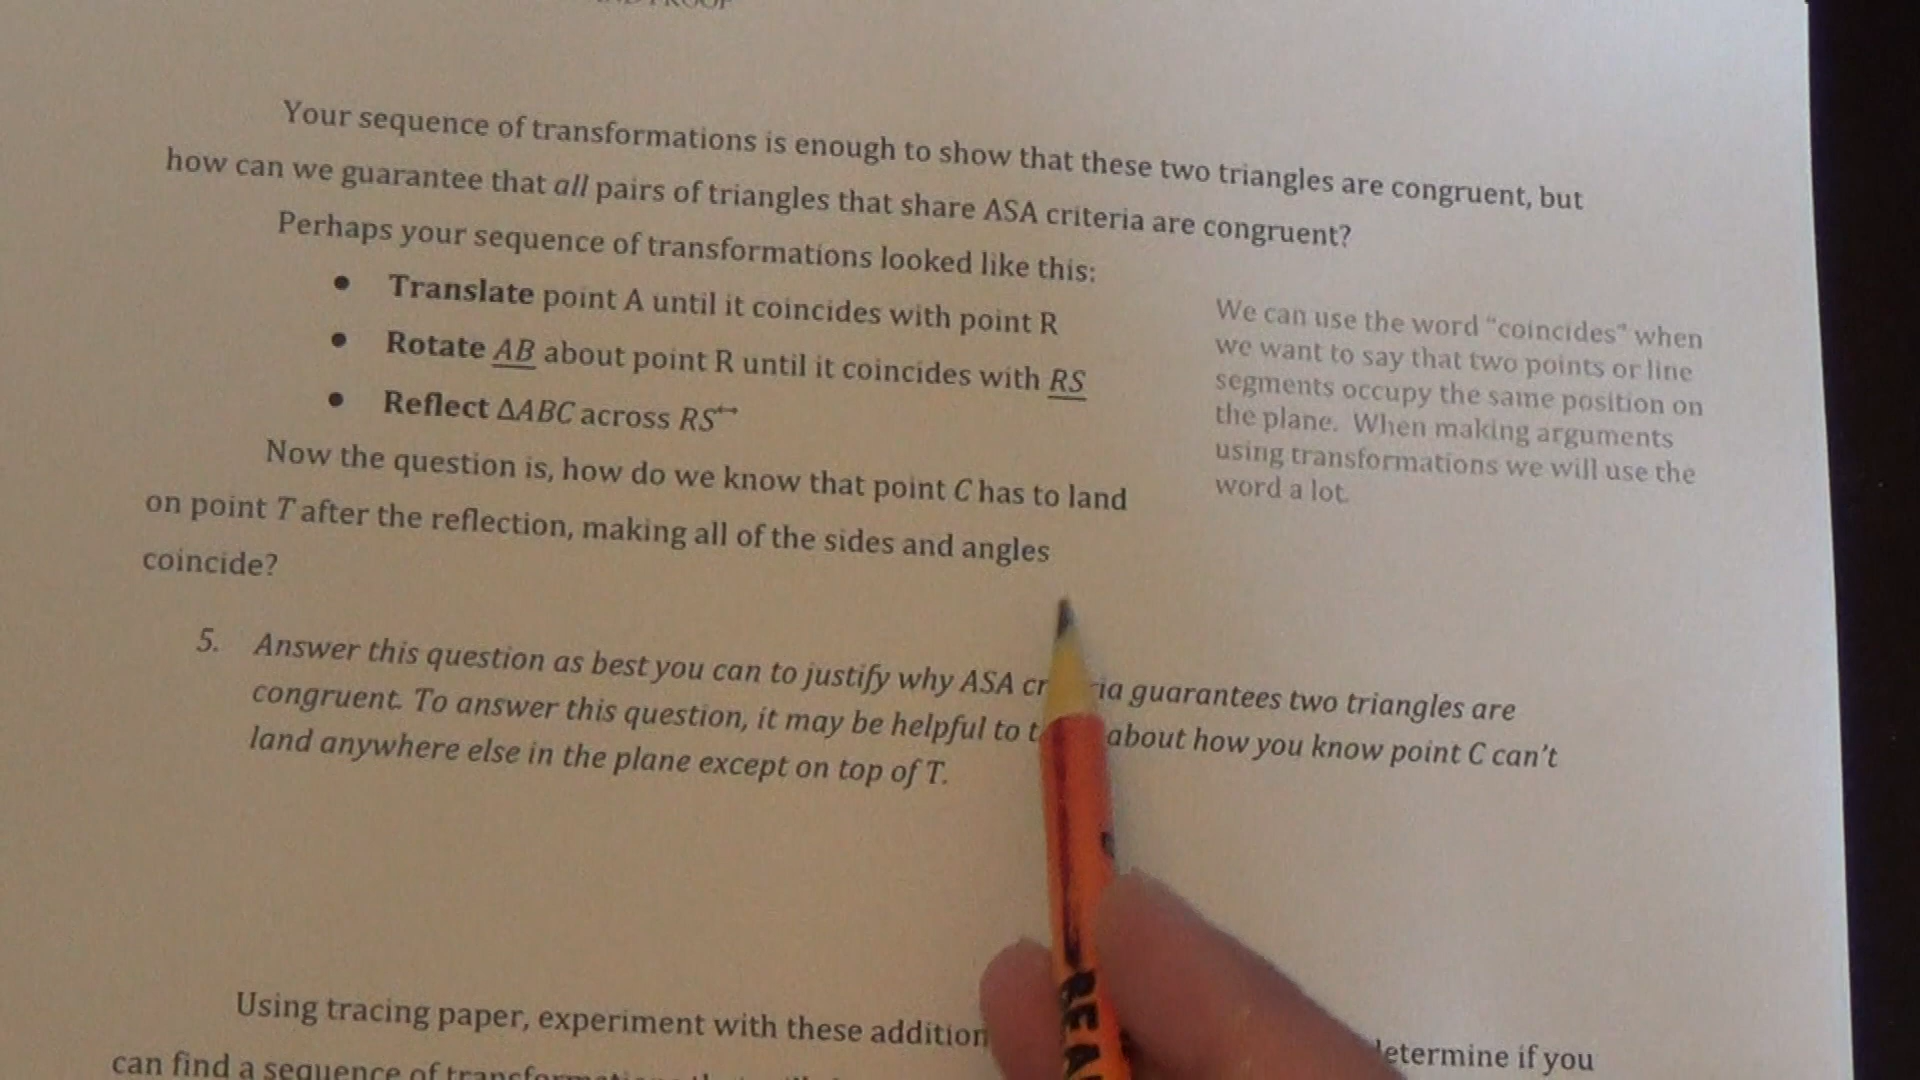 PROOF
Your sequence of transformations is enough to show that these two triangles are congruent, but
how can we guarantee that all pairs of triangles that share ASA criteria are congruent?
Perhaps your sequence of transformations looked like this:
• Translate point A until it coincides with point R
• Rotate AB about point R until it coincides with RS
• Reflect ΔABC across RS↔
Now the question is, how do we know that point C has to land
on point T after the reflection, making all of the sides and angles
coincide?
We can use the word “coincides” when
we want to say that two points or line
segments occupy the same position on
the plane. When making arguments
using transformations we will use the
word a lot.
5. Answer this question as best you can to justify why ASA guarantees two triangles are
congruent. To answer this question, it may be helpful to about how you know point C can’t
land anywhere else in the plane except on top of T.
Using tracing paper, experiment with these addition determine if you
can find a sequence of
REA